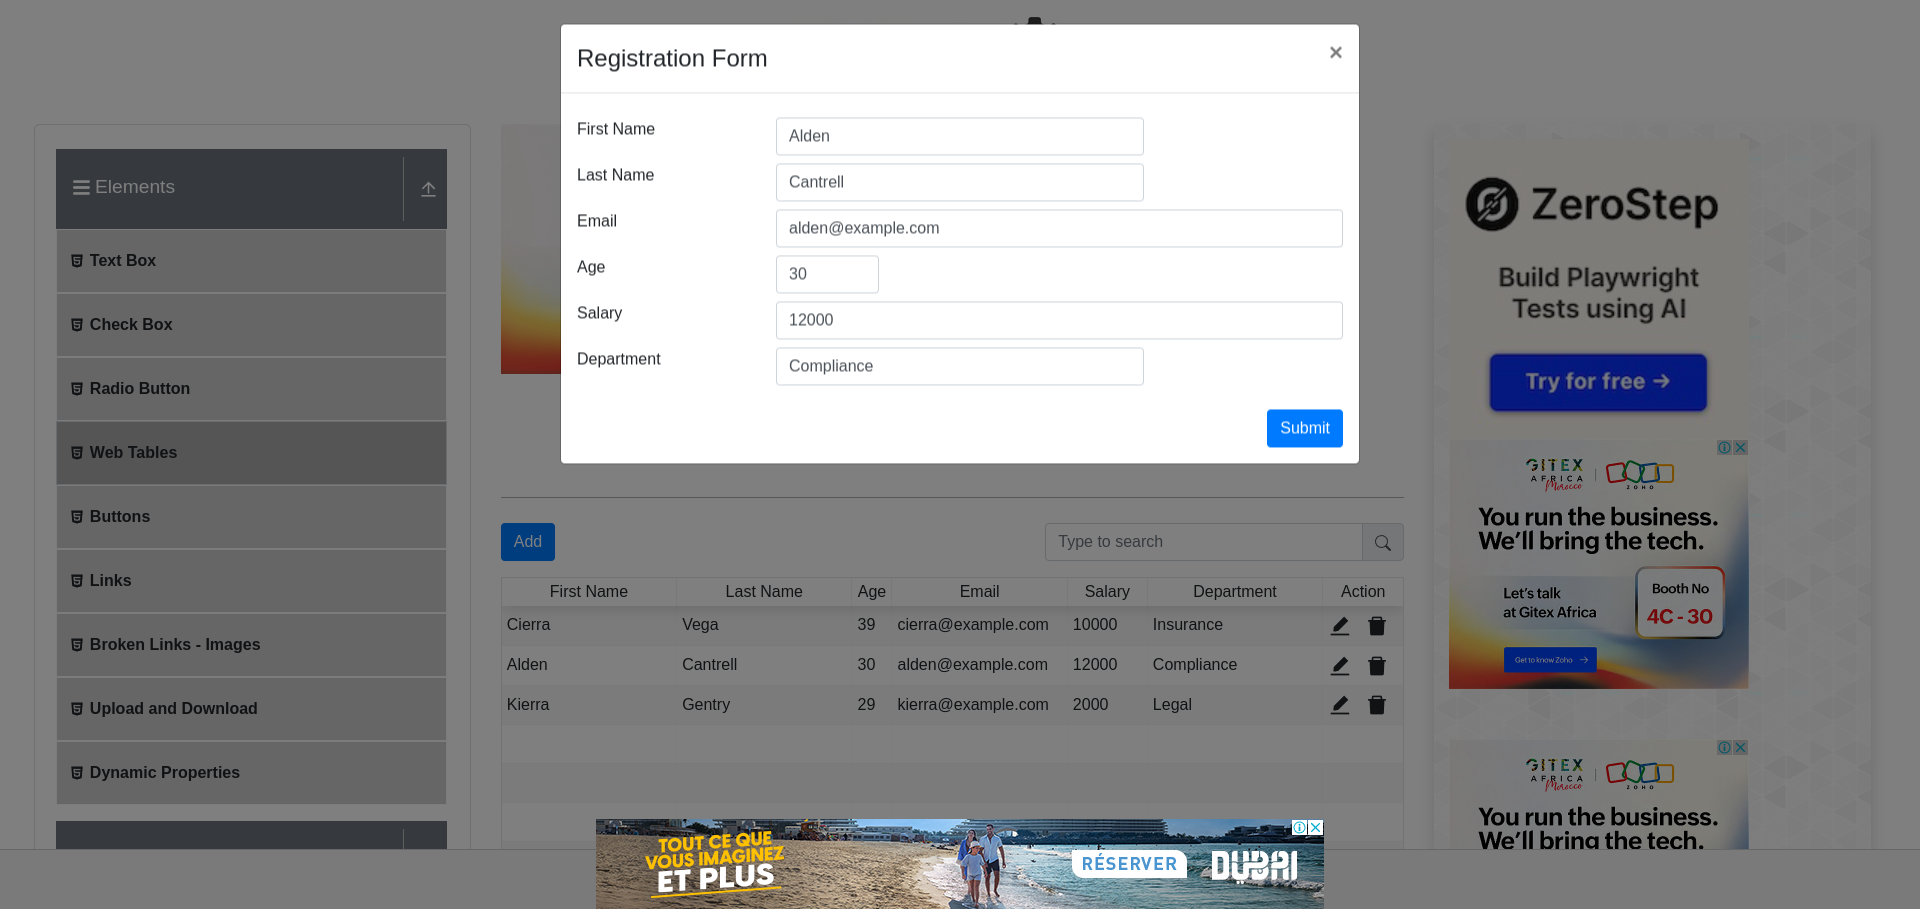 Registration Form
×
First Name
Alden
Last Name
Cantrell
Email
alden@example.com
Age
30
Salary
12000
Department
Compliance
Submit
Elements
Text Box
Check Box
Radio Button
Web Tables
Buttons
Links
Broken Links - Images
Upload and Download
Dynamic Properties
Add
Type to search
First Name Last Name Age Email Salary Department Action
Cierra Vega 39 cierra@example.com 10000 Insurance
Alden Cantrell 30 alden@example.com 12000 Compliance
Kierra Gentry 29 kierra@example.com 2000 Legal
ZeroStep
Build Playwright
Tests using AI
Try for free →
GITEX
AFRICA
Morocco
ZOHO
You run the business.
We'll bring the tech.
Let's talk
at Gitex Africa
Booth No
4C - 30
Get to know Zoho →
GITEX
AFRICA
Morocco
ZOHO
You run the business.
We'll bring the tech.
TOUT CE QUE
VOUS IMAGINEZ
ET PLUS
RÉSERVER
DUBAI